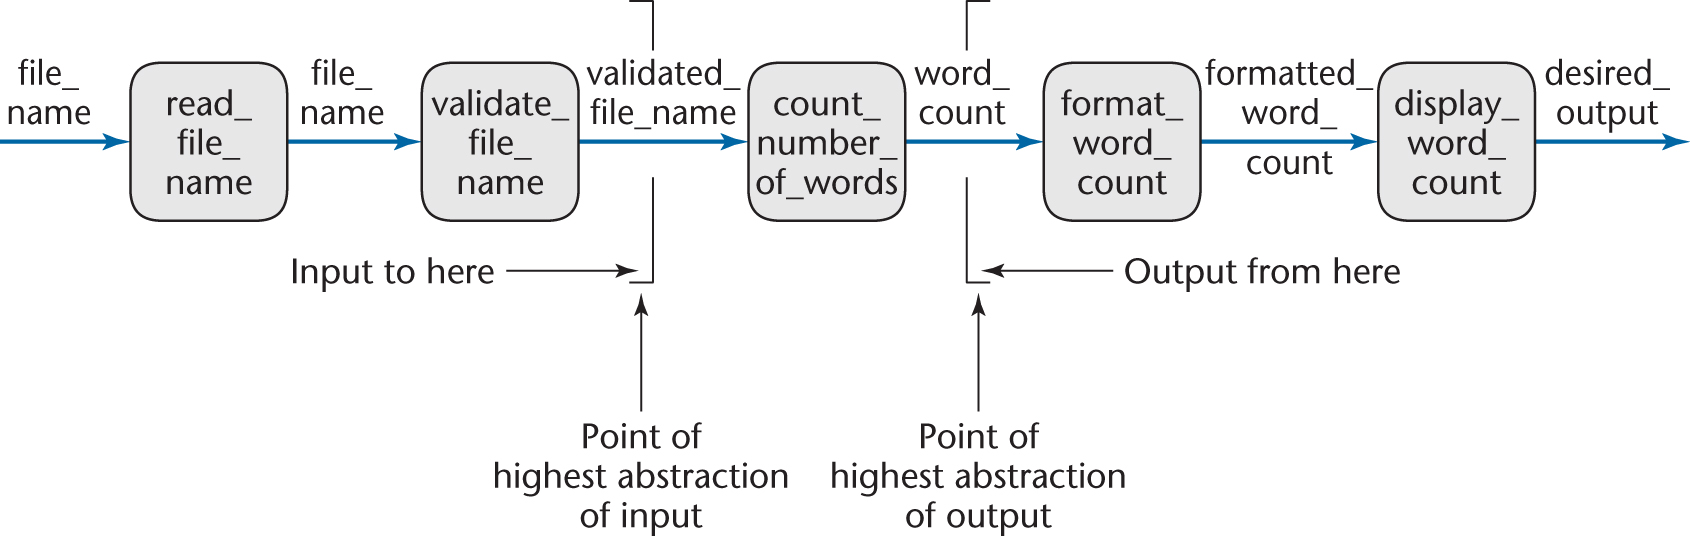 file_
name
read_
file_
name
file_
name
validate_
file_
name
validated_
file_name
count_
number_
of_words
word_
count
format_
word_
count
formatted_
word_
count
display_
word_
count
desired_
output
Input to here
Output from here
Point of
highest abstraction
of input
Point of
highest abstraction
of output